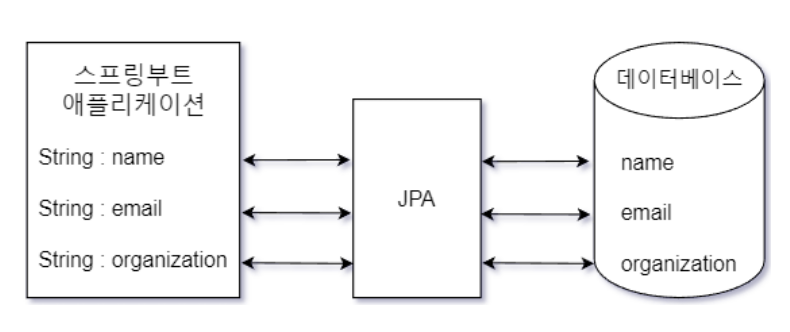 스프링부트
애플리케이션
String : name
String : email
String : organization
JPA
데이터베이스
name
email
organization